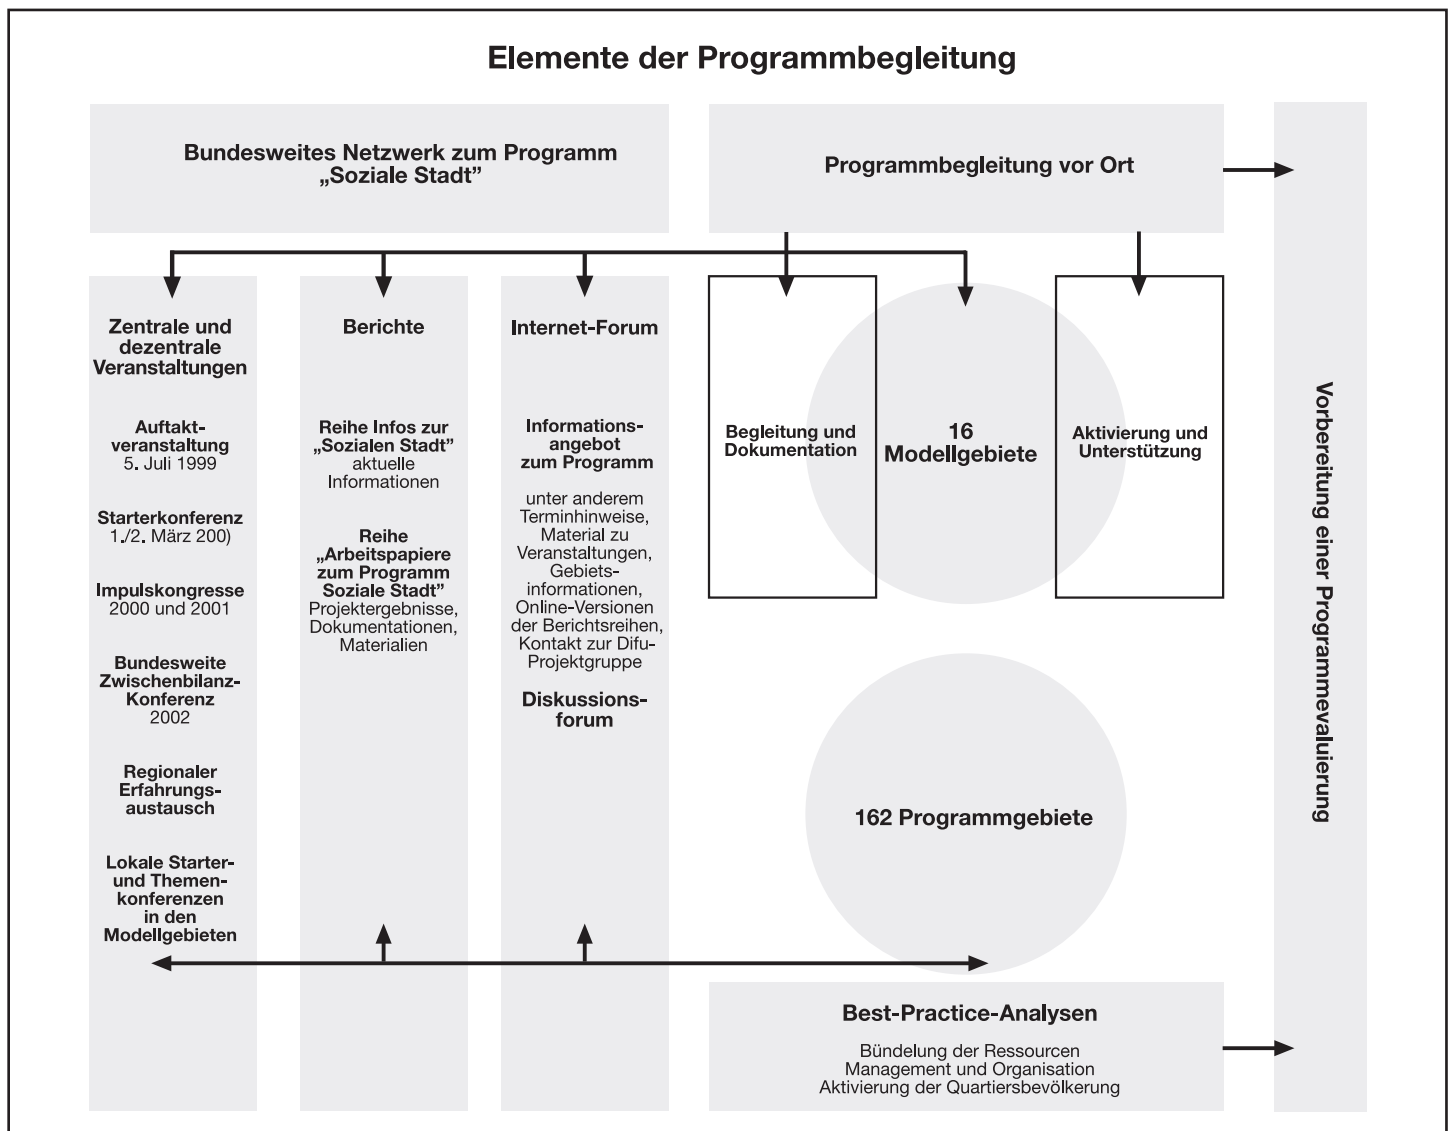 Elemente der Programmbegleitung
Bundesweites Netzwerk zum Programm
„Soziale Stadt”
Programmbegleitung vor Ort
Zentrale und
dezentrale
Veranstaltungen
Auftakt-
veranstaltung
5. Juli 1999
Starterkonferenz
1./2. März 200)
Impulskongresse
2000 und 2001
Bundesweite
Zwischenbilanz-
Konferenz
2002
Regionaler
Erfahrungs-
austausch
Lokale Starter-
und Themen-
konferenzen
in den
Modellgebieten
Berichte
Reihe Infos zur
„Sozialen Stadt”
aktuelle
Informationen
Reihe
„Arbeitspapiere
zum Programm
Soziale Stadt”
Projektergebnisse,
Dokumentationen,
Materialien
Internet-Forum
Informations-
angebot
zum Programm
unter anderem
Terminhinweise,
Material zu
Veranstaltungen,
Gebiets-
informationen,
Online-Versionen
der Berichtsreihen,
Kontakt zur Difu-
Projektgruppe
Diskussions-
forum
Begleitung und
Dokumentation
16
Modellgebiete
Aktivierung und
Unterstützung
162 Programmgebiete
Best-Practice-Analysen
Bündelung der Ressourcen
Management und Organisation
Aktivierung der Quartiersbevölkerung
Vorbereitung einer Programmevaluierung